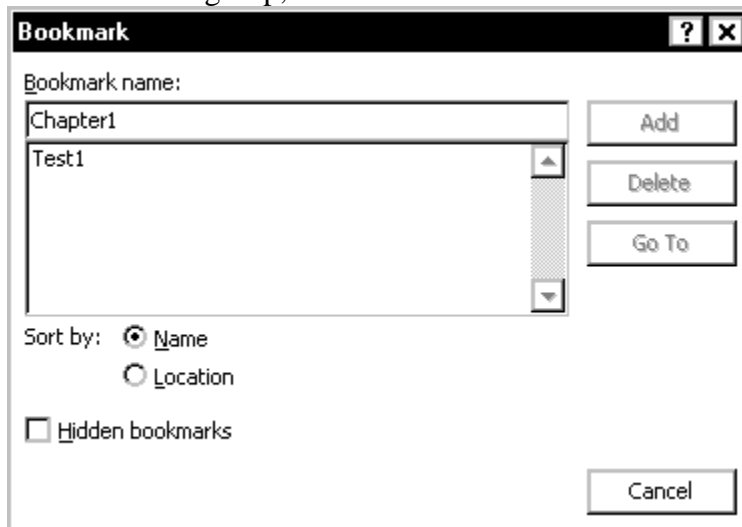 Bookmark
Bookmark name:
Chapter1
Add
Test1
Delete
Go To
Sort by: Name
Location
Hidden bookmarks
Cancel